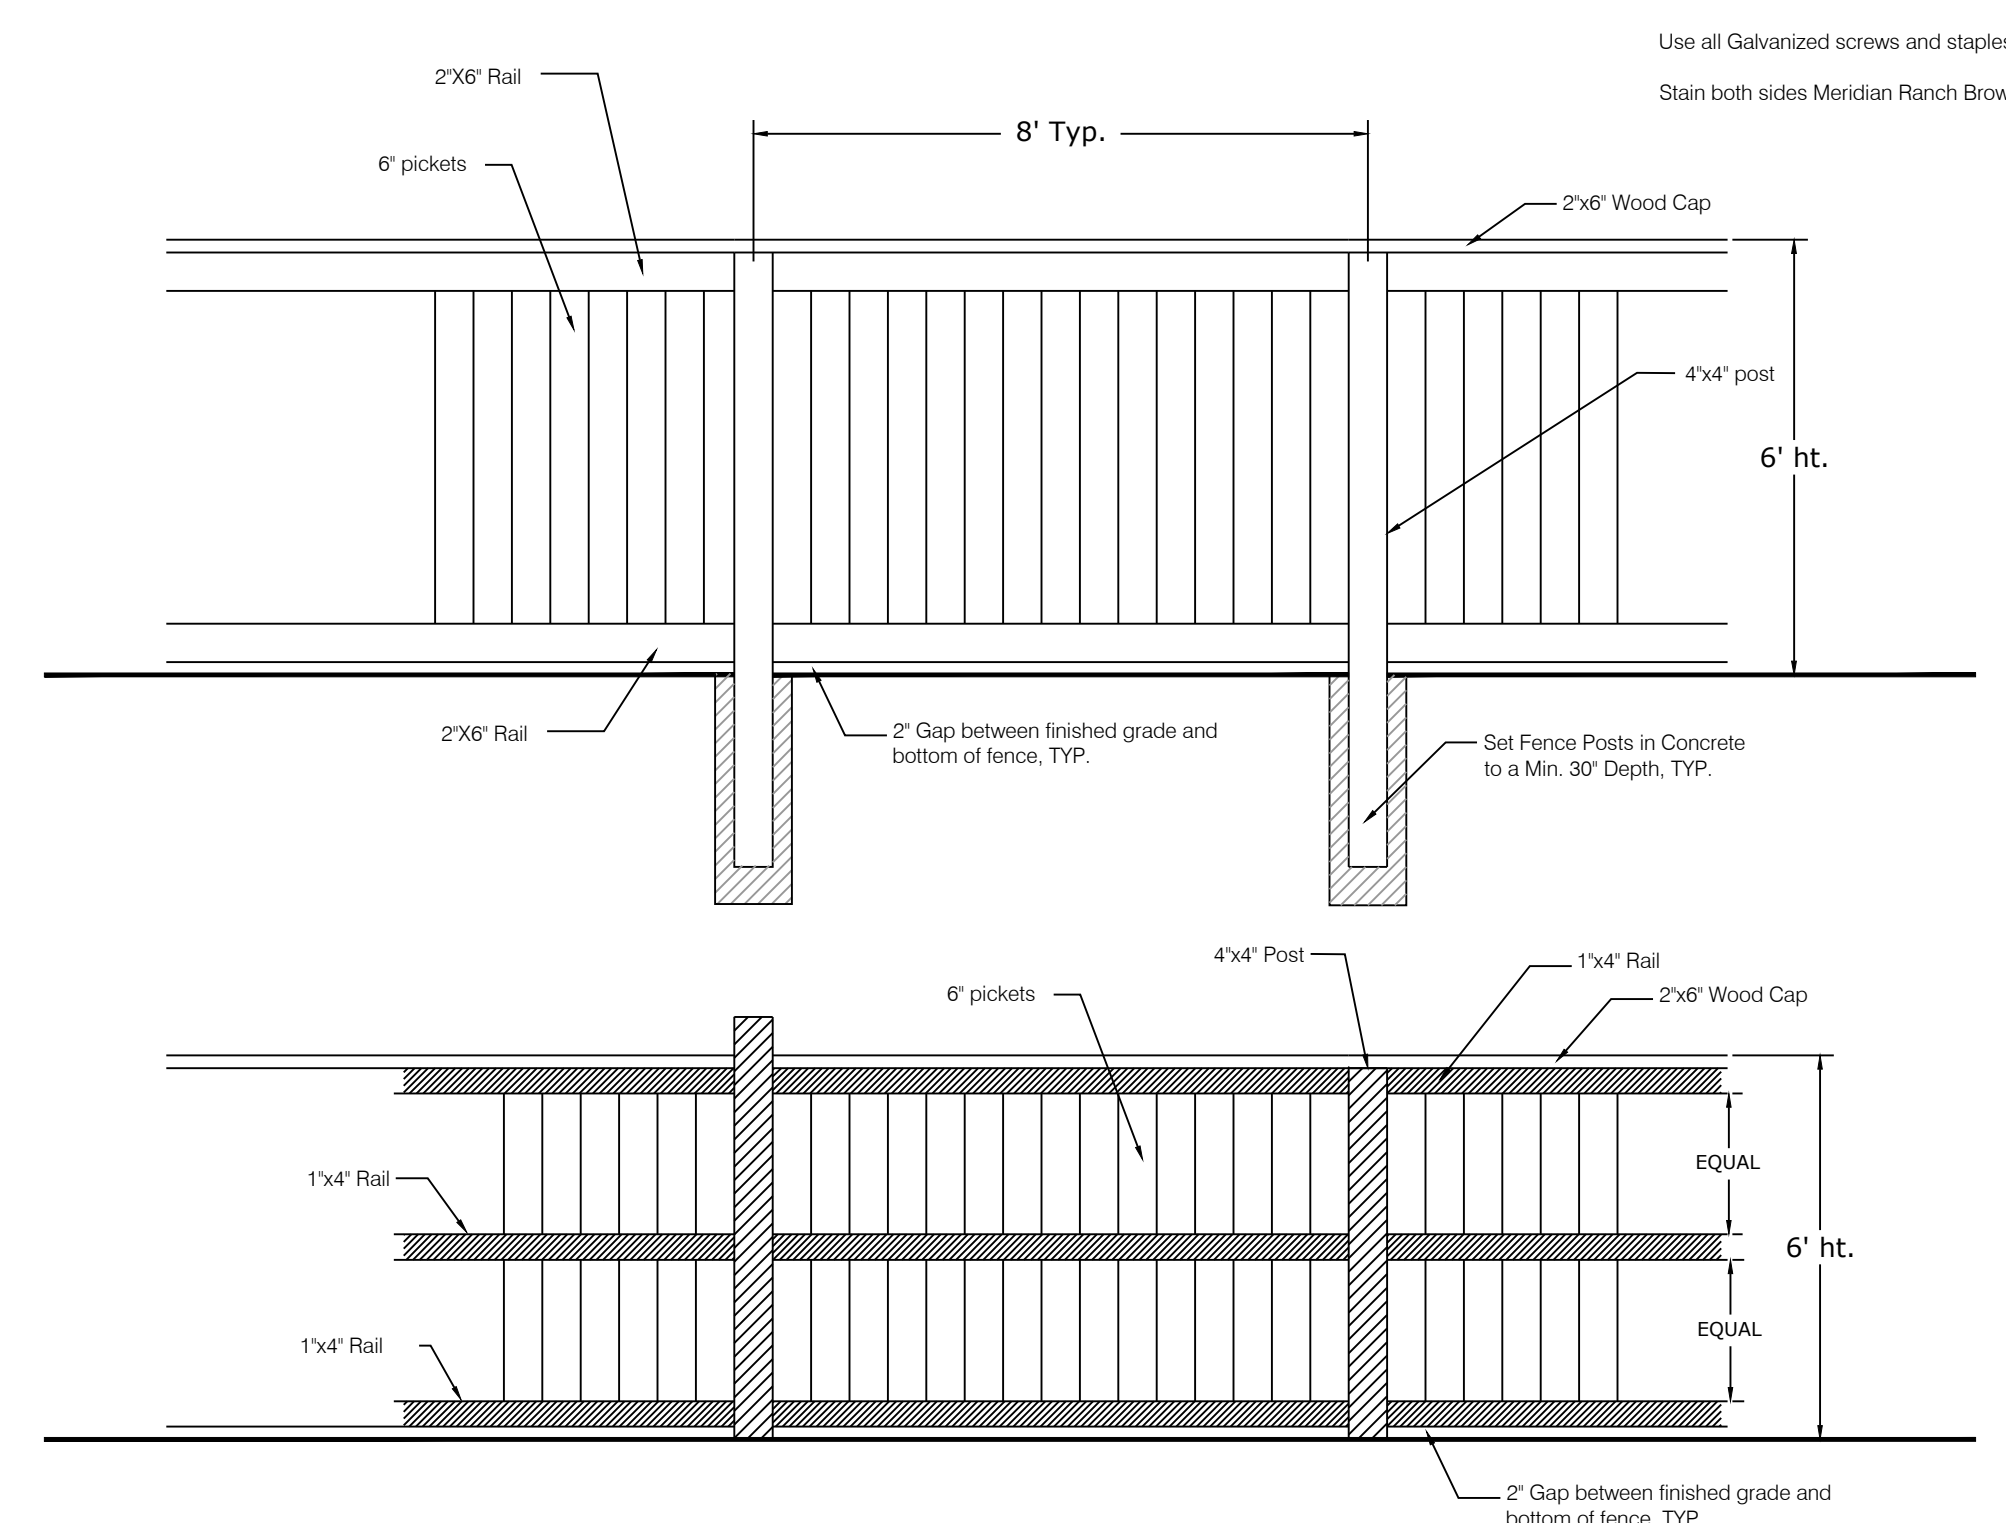 Use all Galvanized screws and staples
2"X6" Rail
Stain both sides Meridian Ranch Brow
8' Typ.
6" pickets
2"x6" Wood Cap
4"x4" post
6' ht.
2"X6" Rail
2" Gap between finished grade and
bottom of fence, TYP.
Set Fence Posts in Concrete
to a Min. 30" Depth, TYP.
4"x4" Post
1"x4" Rail
6" pickets
2"x6" Wood Cap
EQUAL
1"x4" Rail
6' ht.
EQUAL
1"x4" Rail
2" Gap between finished grade and
bottom of fence, TYP